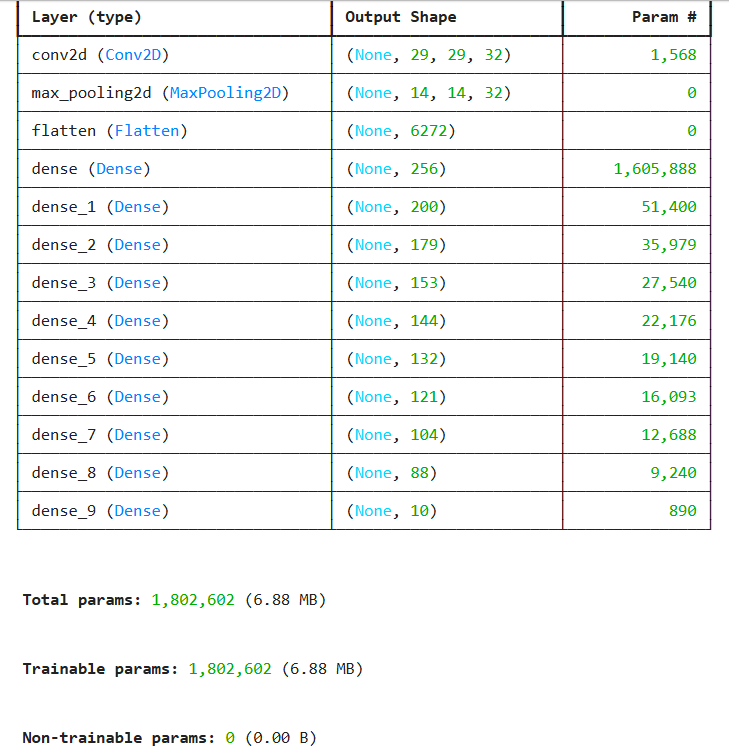 Layer (type) Output Shape Param #
conv2d (Conv2D) (None, 29, 29, 32) 1,568
max_pooling2d (MaxPooling2D) (None, 14, 14, 32) 0
flatten (Flatten) (None, 6272) 0
dense (Dense) (None, 256) 1,605,888
dense_1 (Dense) (None, 200) 51,400
dense_2 (Dense) (None, 179) 35,979
dense_3 (Dense) (None, 153) 27,540
dense_4 (Dense) (None, 144) 22,176
dense_5 (Dense) (None, 132) 19,140
dense_6 (Dense) (None, 121) 16,093
dense_7 (Dense) (None, 104) 12,688
dense_8 (Dense) (None, 88) 9,240
dense_9 (Dense) (None, 10) 890
Total params: 1,802,602 (6.88 MB)
Trainable params: 1,802,602 (6.88 MB)
Non-trainable params: 0 (0.00 B)